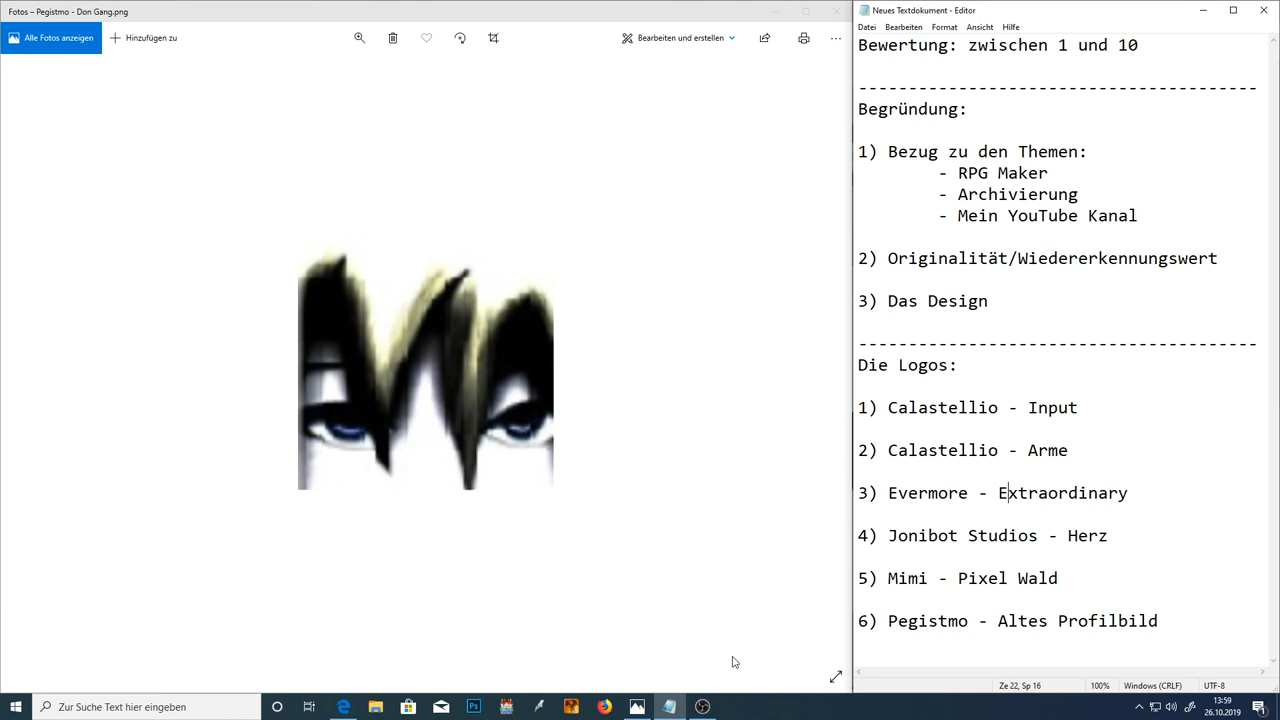 Fotos – Pegistmo - Don Gang.png
Alle Fotos anzeigen
Hinzufügen zu
Bearbeiten und erstellen
Neues Textdokument - Editor
Datei Bearbeiten Format Ansicht Hilfe
Bewertung: zwischen 1 und 10
----------------------------------------
Begründung:
1) Bezug zu den Themen:
- RPG Maker
- Archivierung
- Mein YouTube Kanal
2) Originalität/Wiedererkennungswert
3) Das Design
----------------------------------------
Die Logos:
1) Calastellio - Input
2) Calastellio - Arme
3) Evermore - Extraordinary
4) Jonibot Studios - Herz
5) Mimi - Pixel Wald
6) Pegistmo - Altes Profilbild
Ze 22, Sp 16 100% Windows (CRLF) UTF-8
Zur Suche Text hier eingeben
Ps
13:59
26.10.2019
1